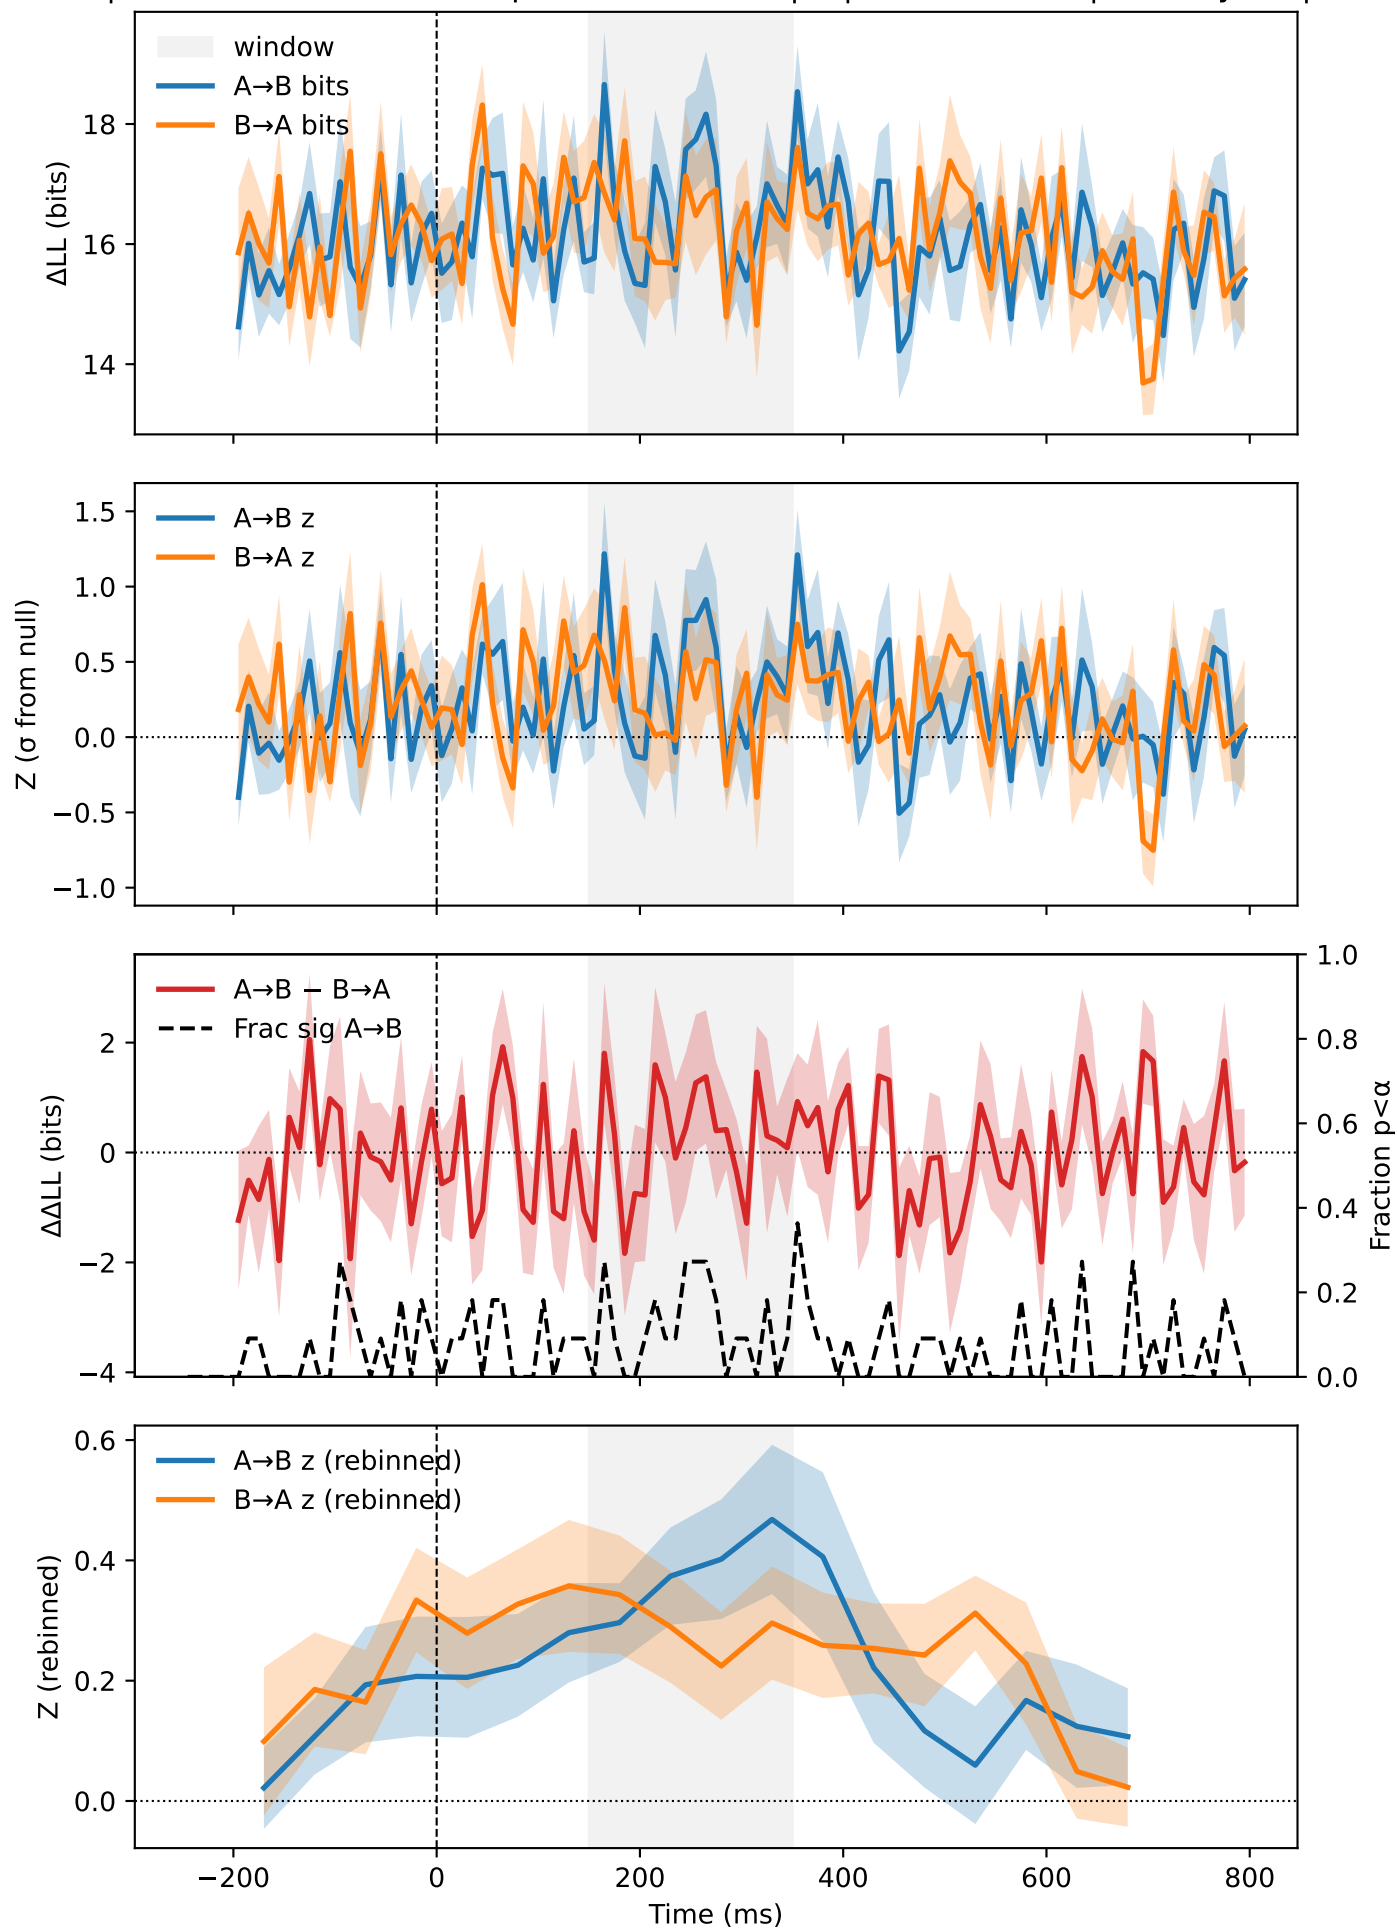 window
A→B bits
B→A bits
ΔLL (bits)
18
16
14
A→B z
B→A z
Z (σ from null)
1.5
1.0
0.5
0.0
−0.5
−1.0
A→B − B→A
Frac sig A→B
ΔΔLL (bits)
2
0
−2
−4
1.0
0.8
0.6
0.4
0.2
0.0
Fraction p<α
A→B z (rebinned)
B→A z (rebinned)
Z (rebinned)
0.6
0.4
0.2
0.0
−200 0 200 400 600 800
Time (ms)